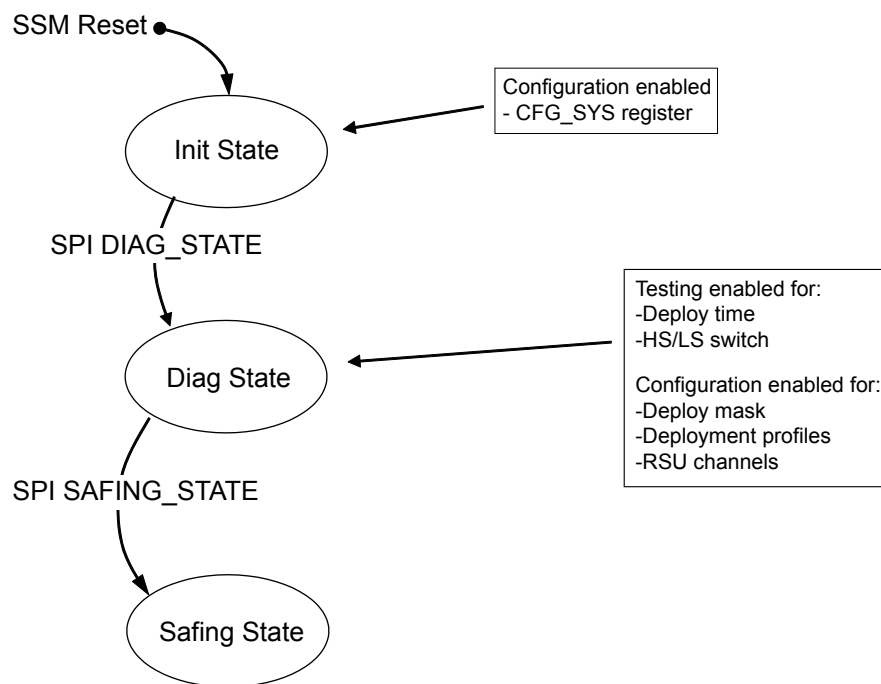 SSM Reset
Configuration enabled
- CFG_SYS register
Init State
SPI DIAG_STATE
Testing enabled for:
-Deploy time
-HS/LS switch
Configuration enabled for:
-Deploy mask
-Deployment profiles
-RSU channels
Diag State
SPI SAFING_STATE
Safing State